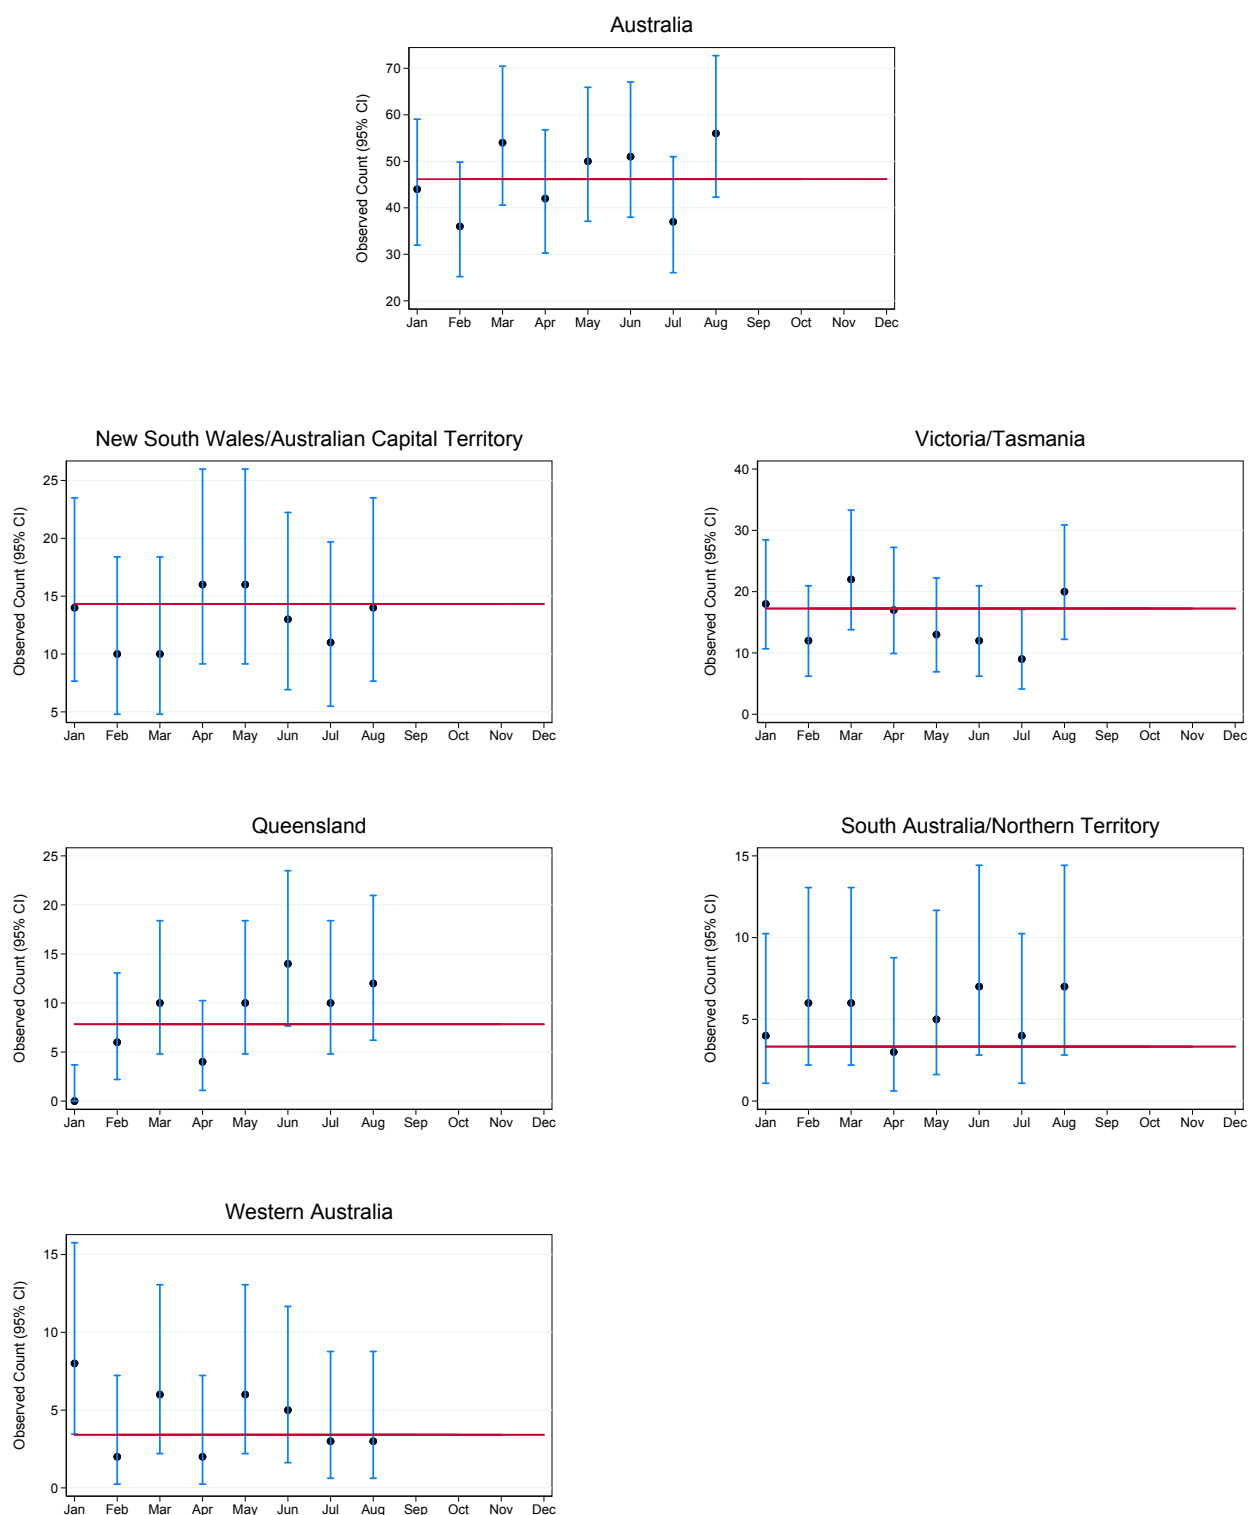 Australia
Observed Count (95% CI)
70
60
50
40
30
20
Jan Feb Mar Apr May Jun Jul Aug Sep Oct Nov Dec
New South Wales/Australian Capital Territory
Observed Count (95% CI)
25
20
15
10
5
Jan Feb Mar Apr May Jun Jul Aug Sep Oct Nov Dec
Victoria/Tasmania
Observed Count (95% CI)
40
30
20
10
0
Jan Feb Mar Apr May Jun Jul Aug Sep Oct Nov Dec
Queensland
Observed Count (95% CI)
25
20
15
10
5
0
Jan Feb Mar Apr May Jun Jul Aug Sep Oct Nov Dec
South Australia/Northern Territory
Observed Count (95% CI)
15
10
5
0
Jan Feb Mar Apr May Jun Jul Aug Sep Oct Nov Dec
Western Australia
Observed Count (95% CI)
15
10
5
0
Jan Feb Mar Apr May Jun Jul Aug Sep Oct Nov Dec